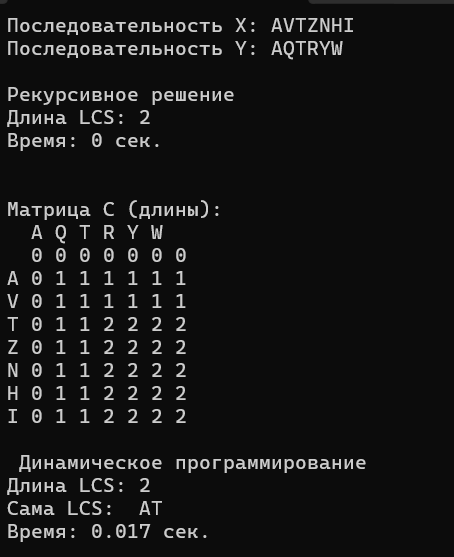 Последовательность X: AVTZNHI
Последовательность Y: AQTRYW
Рекурсивное решение
Длина LCS: 2
Время: 0 сек.
Матрица C (длины):
A Q T R Y W
0 0 0 0 0 0 0
A 0 1 1 1 1 1 1
V 0 1 1 1 1 1 1
T 0 1 1 2 2 2 2
Z 0 1 1 2 2 2 2
N 0 1 1 2 2 2 2
H 0 1 1 2 2 2 2
I 0 1 1 2 2 2 2
Динамическое программирование
Длина LCS: 2
Сама LCS:  AT
Время: 0.017 сек.